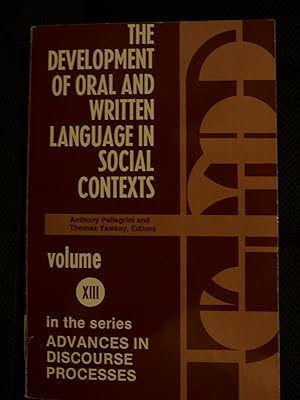 THE
DEVELOPMENT
OF ORAL AND
WRITTEN
LANGUAGE IN
SOCIAL
CONTEXTS
Anthony Pellegrini and
Thomas Yawkey, Editors
volume
XIII
in the series
ADVANCES IN
DISCOURSE
PROCESSES